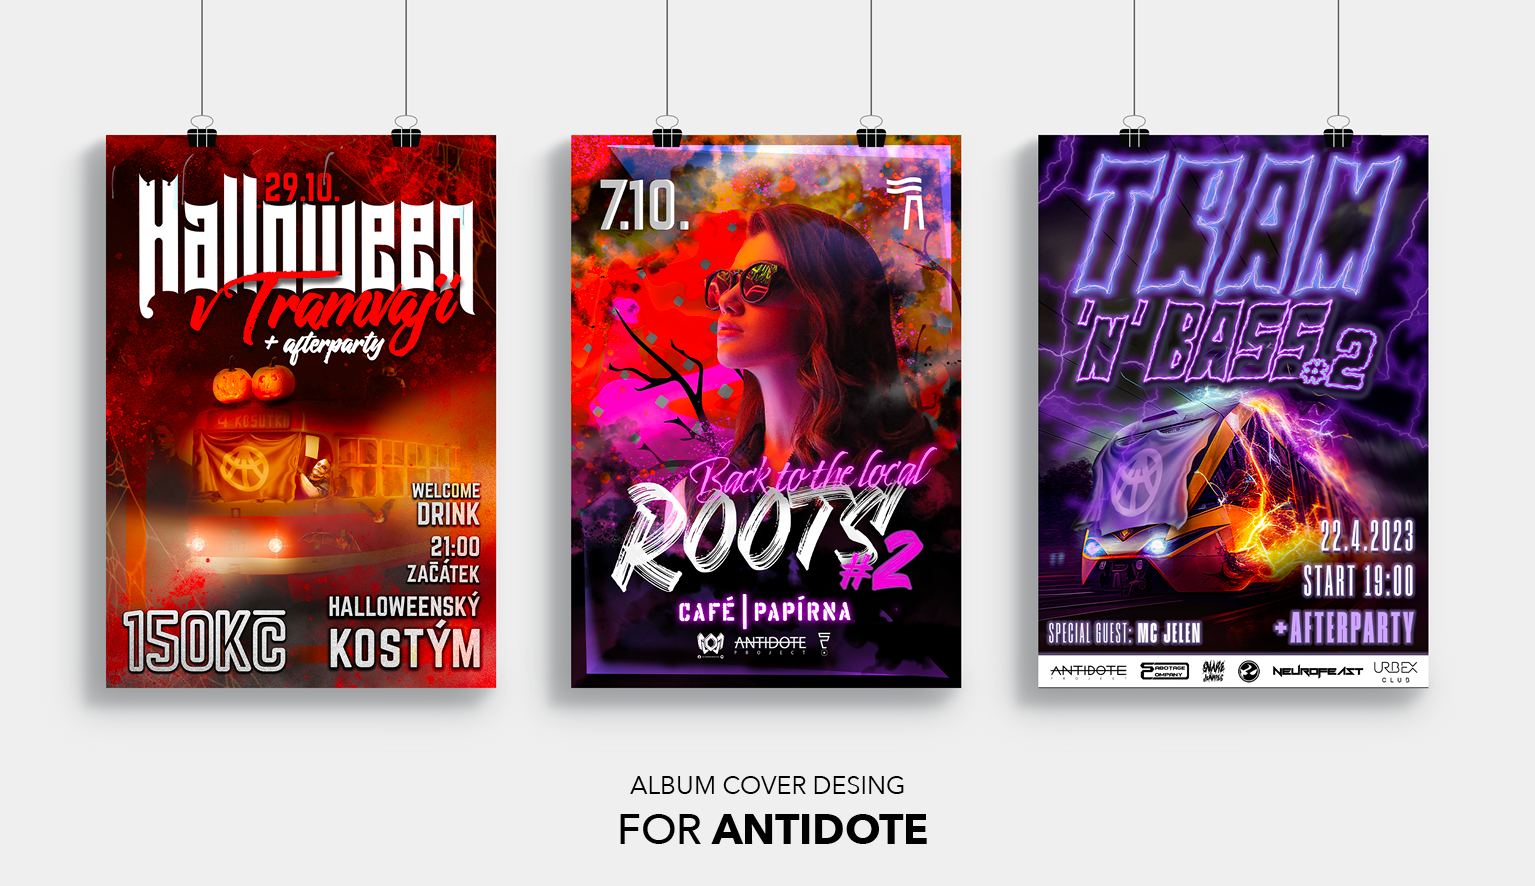 29.10.
Halloween
v Tramvaji
+ afterparty
4 KOŠUTKA
WELCOME
DRINK
21:00
ZAČÁTEK
HALLOWEENSKÝ
KOSTÝM
150KČ
7.10.
Back to the local
ROOTS
#2
CAFÉ|PAPÍRNA
ANTIDOTE
PROJECT
TRAM
'N' BASS #2
22.4.2023
START 19:00
+AFTERPARTY
SPECIAL GUEST: MC JELEN
ANTIDOTE
PROJECT
SABOTAGE
COMPANY
NEUROFEAST
URBEX
CLUB
ALBUM COVER DESING
FOR ANTIDOTE